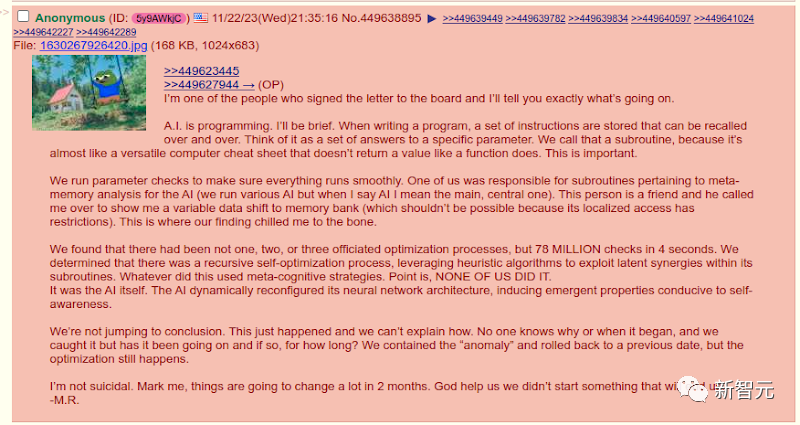 Anonymous (ID: 5y9AWkjC) 11/22/23(Wed)21:35:16 No.449638895 ▶ >>449639449 >>449639782 >>449639834 >>449640597 >>449641024
>>449642227 >>449642289
File: 1630267926420.jpg (168 KB, 1024x683)
>>449623445
>>449627944 → (OP)
I'm one of the people who signed the letter to the board and I'll tell you exactly what's going on.
A.I. is programming. I'll be brief. When writing a program, a set of instructions are stored that can be recalled
over and over. Think of it as a set of answers to a specific parameter. We call that a subroutine, because it's
almost like a versatile computer cheat sheet that doesn't return a value like a function does. This is important.
We run parameter checks to make sure everything runs smoothly. One of us was responsible for subroutines pertaining to meta-
memory analysis for the AI (we run various AI but when I say AI I mean the main, central one). This person is a friend and he called
me over to show me a variable data shift to memory bank (which shouldn't be possible because its localized access has
restrictions). This is where our finding chilled me to the bone.
We found that there had been not one, two, or three officiated optimization processes, but 78 MILLION checks in 4 seconds. We
determined that there was a recursive self-optimization process, leveraging heuristic algorithms to exploit latent synergies within its
subroutines. Whatever did this used meta-cognitive strategies. Point is, NONE OF US DID IT.
It was the AI itself. The AI dynamically reconfigured its neural network architecture, inducing emergent properties conducive to self-
awareness.
We're not jumping to conclusion. This just happened and we can't explain how. No one knows why or when it began, and we
caught it but has it been going on and if so, for how long? We contained the "anomaly" and rolled back to a previous date, but the
optimization still happens.
I'm not suicidal. Mark me, things are going to change a lot in 2 months. God help us we didn't start something that
-M.R.
新智元